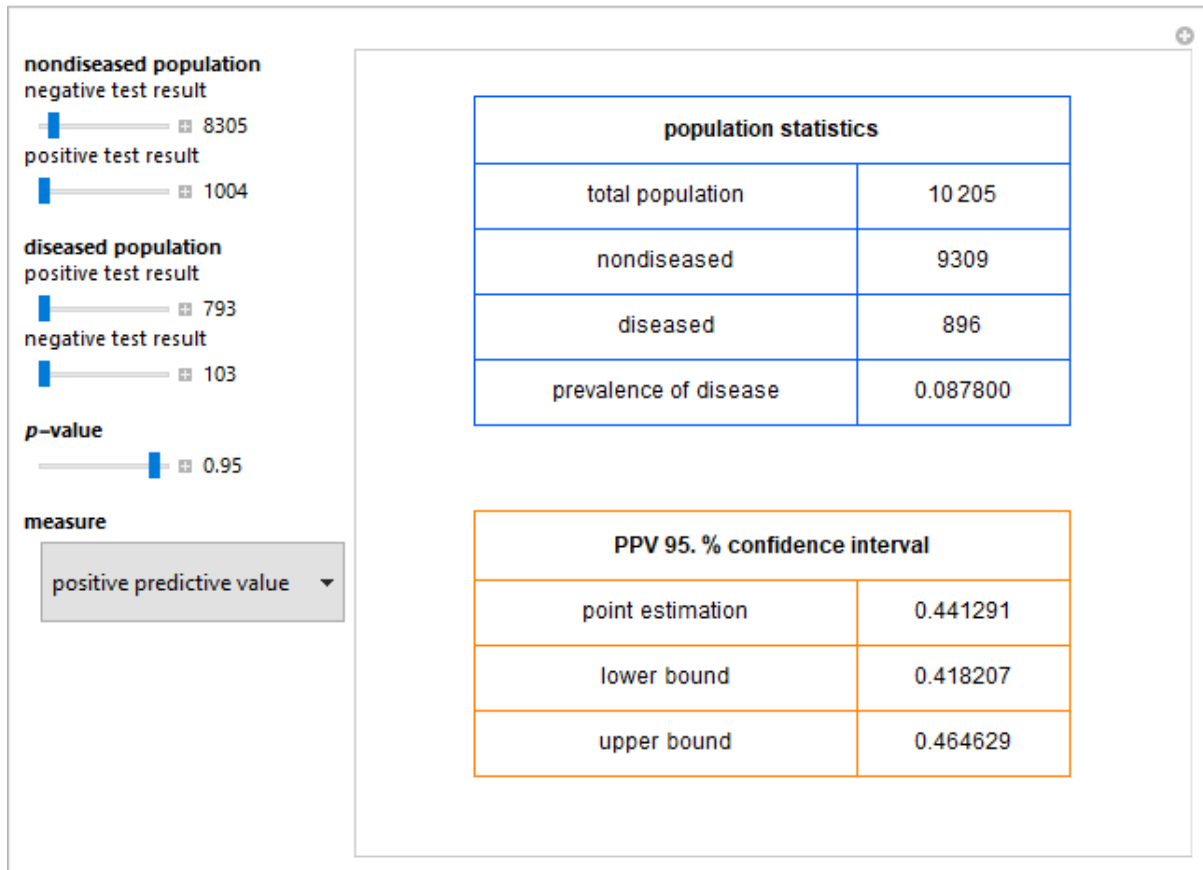 nondiseased population
negative test result
8305
positive test result
1004
diseased population
positive test result
793
negative test result
103
p-value
0.95
measure
positive predictive value
population statistics
total population 10 205
nondiseased 9309
diseased 896
prevalence of disease 0.087800
PPV 95. % confidence interval
point estimation 0.441291
lower bound 0.418207
upper bound 0.464629